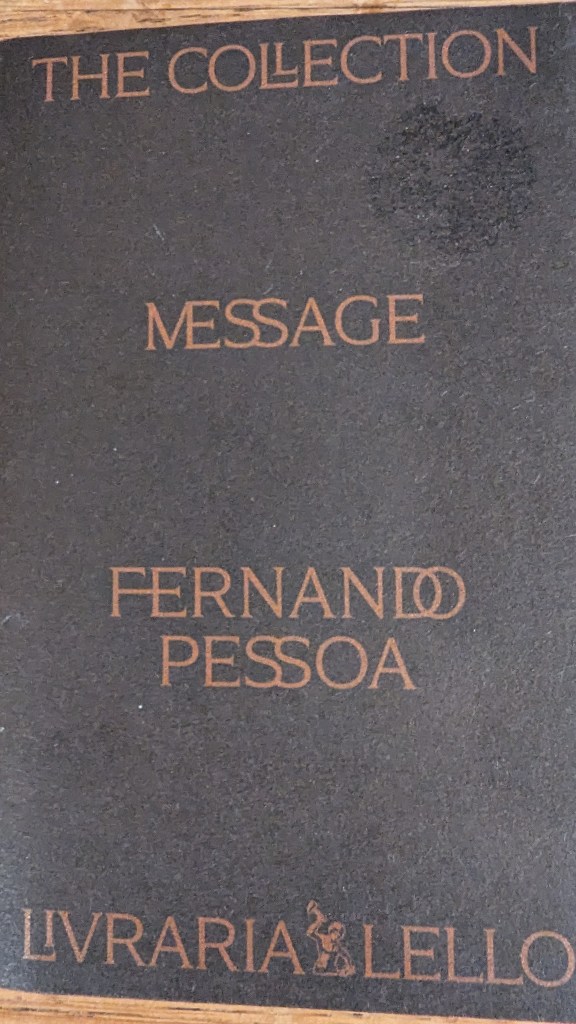 THE COLLECTION
MESSAGE
FERNANDO
PESSOA
LIVRARIA LELLO